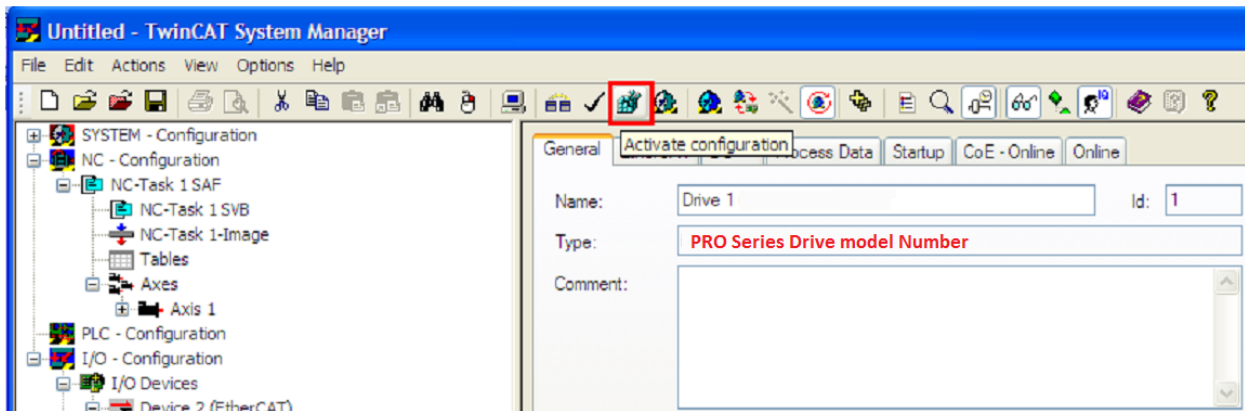 Untitled - TwinCAT System Manager
File Edit Actions View Options Help
SYSTEM - Configuration
NC - Configuration
NC-Task 1 SAF
NC-Task 1 SVB
NC-Task 1-Image
Tables
Axes
Axis 1
PLC - Configuration
I/O - Configuration
I/O Devices
Device 2 (EtherCAT)
General Process Data Startup CoE - Online Online
Activate configuration
Name: Drive 1 Id: 1
Type: PRO Series Drive model Number
Comment: